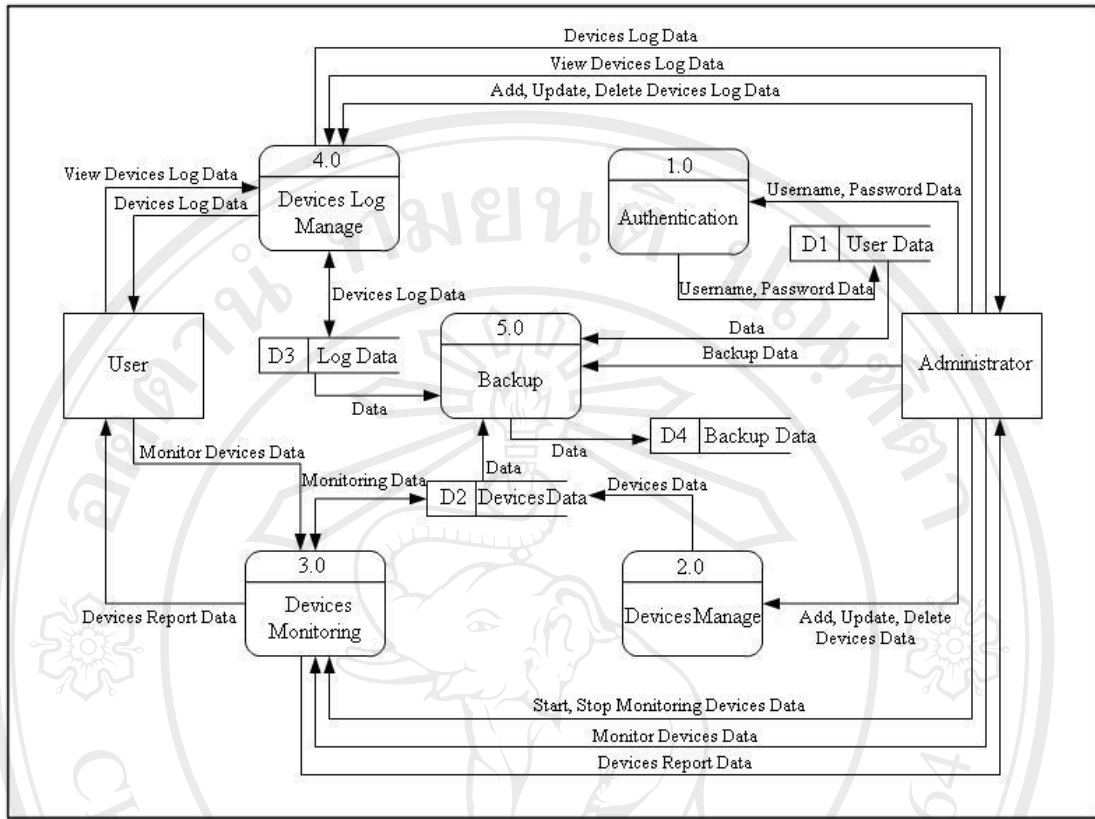 Devices Log Data
View Devices Log Data
Add, Update, Delete Devices Log Data
4.0
Devices Log
Manage
1.0
Authentication
View Devices Log Data
Devices Log Data
Username, Password Data
D1 User Data
Username, Password Data
Devices Log Data
Data
Backup Data
User
D3 Log Data
5.0
Backup
Administrator
Data
D4 Backup Data
Data
Monitor Devices Data
Data
Monitoring Data
D2 Devices Data
Devices Data
3.0
Devices
Monitoring
2.0
Devices Manage
Devices Report Data
Add, Update, Delete
Devices Data
Start, Stop Monitoring Devices Data
Monitor Devices Data
Devices Report Data